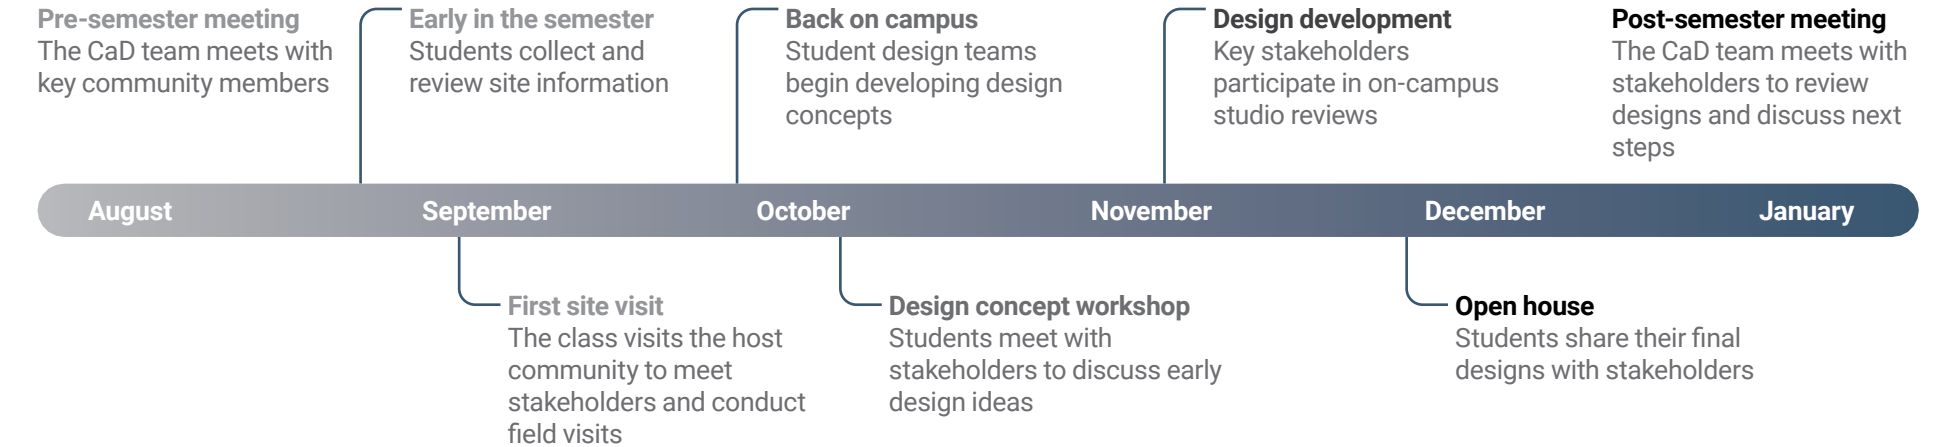 Pre-semester meeting
The CaD team meets with
key community members
Early in the semester
Students collect and
review site information
Back on campus
Student design teams
begin developing design
concepts
Design development
Key stakeholders
participate in on-campus
studio reviews
Post-semester meeting
The CaD team meets with
stakeholders to review
designs and discuss next
steps
August
September
October
November
December
January
First site visit
The class visits the host
community to meet
stakeholders and conduct
field visits
Design concept workshop
Students meet with
stakeholders to discuss early
design ideas
Open house
Students share their final
designs with stakeholders